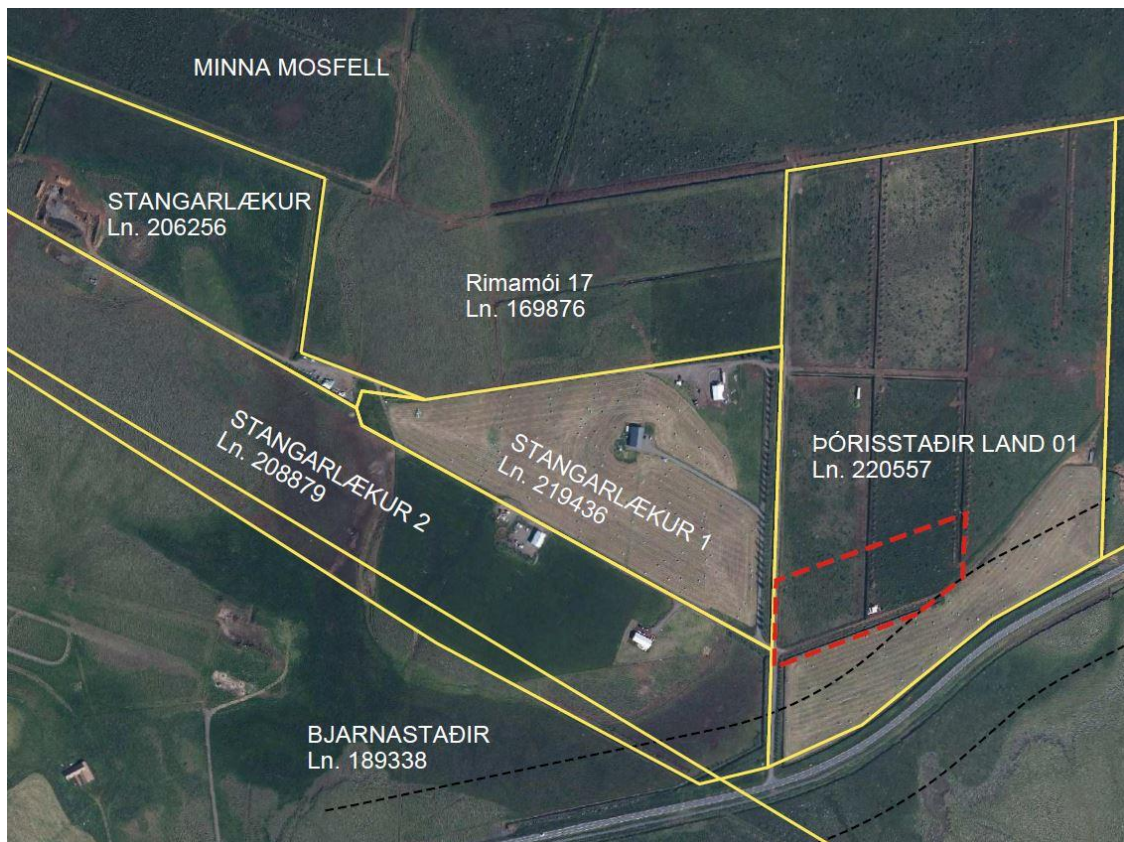 MINNA MOSFELL
STANGARLÆKUR
Ln. 206256
Rimamói 17
Ln. 169876
STANGARLÆKUR 2
Ln. 208879
STANGARLÆKUR 1
Ln. 219436
ÞÓRISSTAÐIR LAND 01
Ln. 220557
BJARNASTAÐIR
Ln. 189338